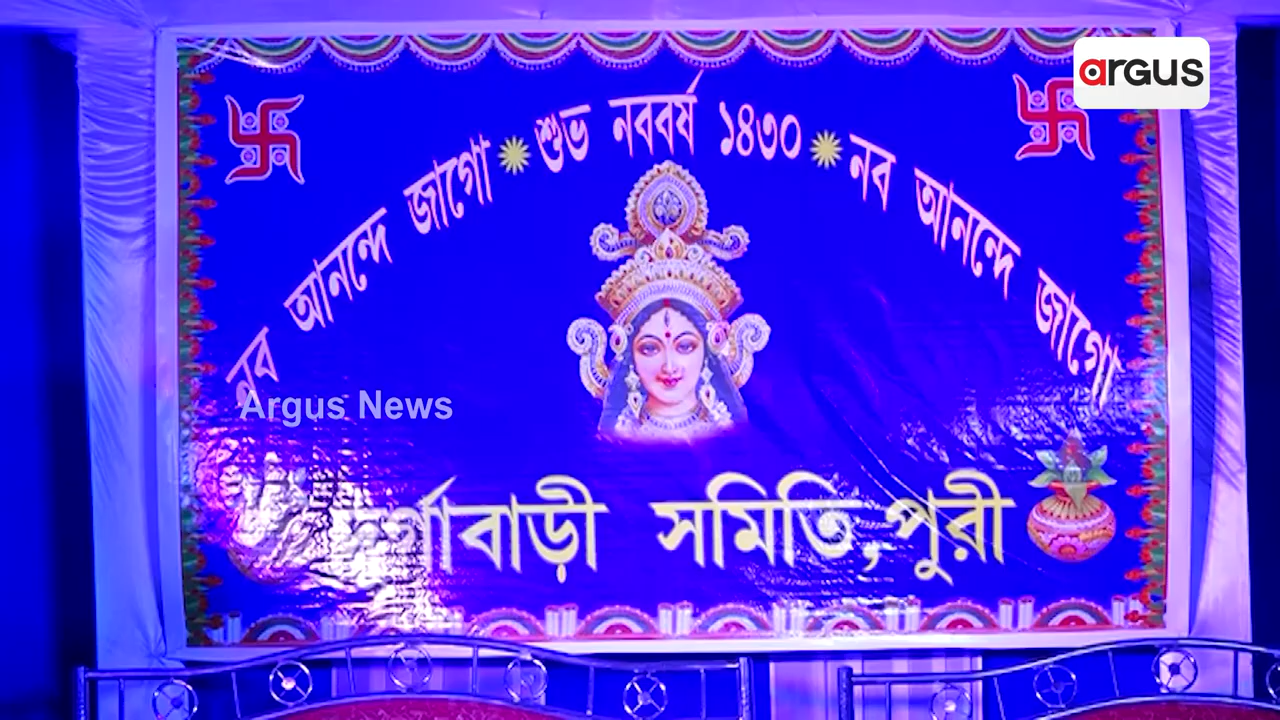 argus
নব আনন্দে জাগো শুভ নববর্ষ ১৪৩০ নব আনন্দে জাগো
Argus News
দুর্গাবাড়ী সমিতি, পুরী